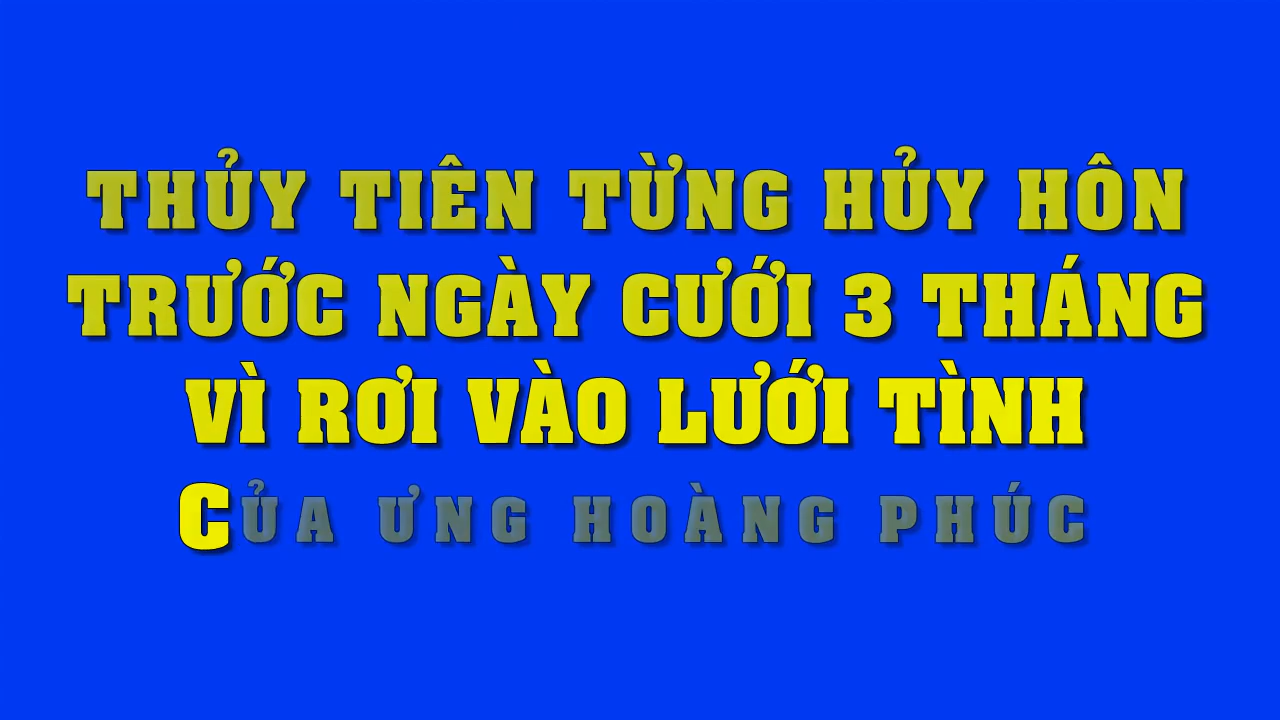 THỦY TIÊN TỪNG HỦY HÔN
TRƯỚC NGÀY CƯỚI 3 THÁNG
VÌ RƠI VÀO LƯỚI TÌNH
CỦA ƯNG HOÀNG PHÚC